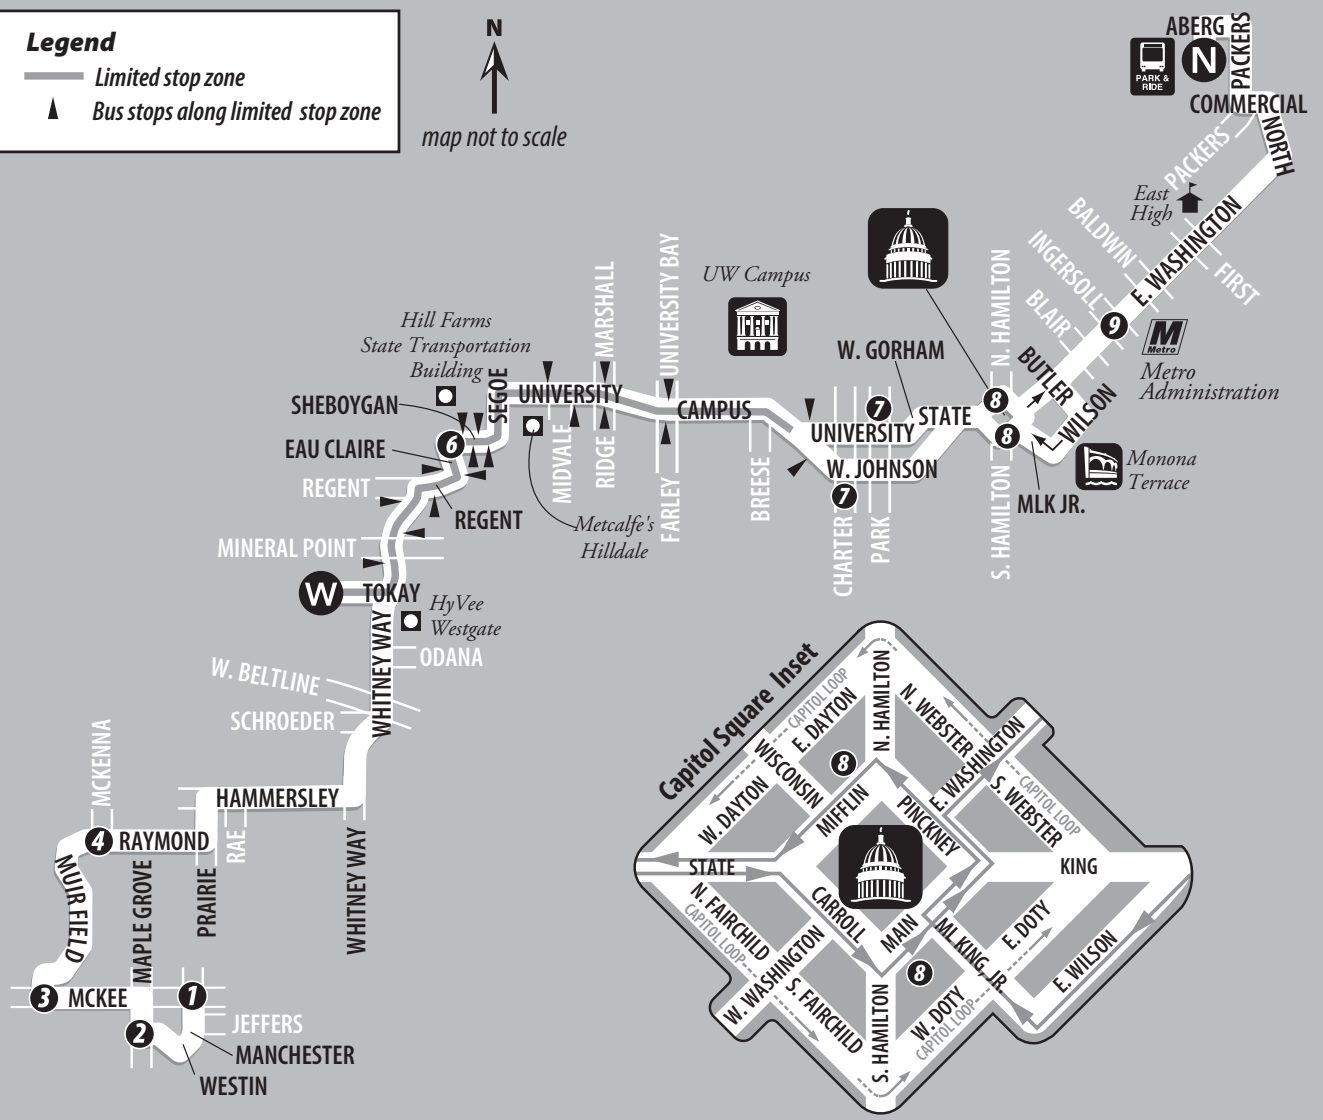 Legend
Limited stop zone
Bus stops along limited stop zone
N
map not to scale
ABERG
PACKERS
PARK &
RIDE
N
COMMERCIAL
NORTH
PACKERS
East
High
BALDWIN
E. WASHINGTON
FIRST
INGERSOLL
BLAIR
9
M
Metro
Metro
Administration
UW Campus
N. HAMILTON
BUTLER
WILSON
8
8
Monona
Terrace
MLK JR.
S. HAMILTON
W. GORHAM
STATE
7
UNIVERSITY
W. JOHNSON
7
CHARTER
PARK
BREESE
CAMPUS
UNIVERSITY BAY
FARLEY
MARSHALL
RIDGE
UNIVERSITY
MIDVALE
Hill Farms
State Transportation
Building
SEGOE
SHEBOYGAN
6
EAU CLAIRE
REGENT
REGENT
Metcalfe's
Hilldale
MINERAL POINT
W
TOKAY
HyVee
Westgate
WHITNEY WAY
ODANA
W. BELTLINE
SCHROEDER
MCKENNA
HAMMERSLEY
RAE
WHITNEY WAY
4
RAYMOND
MUIR FIELD
MAPLE GROVE
PRAIRIE
3
MCKEE
1
2
JEFFERS
MANCHESTER
WESTIN
Capitol Square Inset
CAPITOL LOOP
E. DAYTON
N. HAMILTON
N. WEBSTER
WISCONSIN
8
E. WASHINGTON
W. DAYTON
MIFFLIN
PINCKNEY
S. WEBSTER
CAPITOL LOOP
STATE
KING
N. FAIRCHILD
CAPITOL LOOP
CARROLL
MAIN
ML KING, JR.
E. DOTY
E. WILSON
W. WASHINGTON
8
S. FAIRCHILD
S. HAMILTON
W. DOTY
CAPITOL LOOP